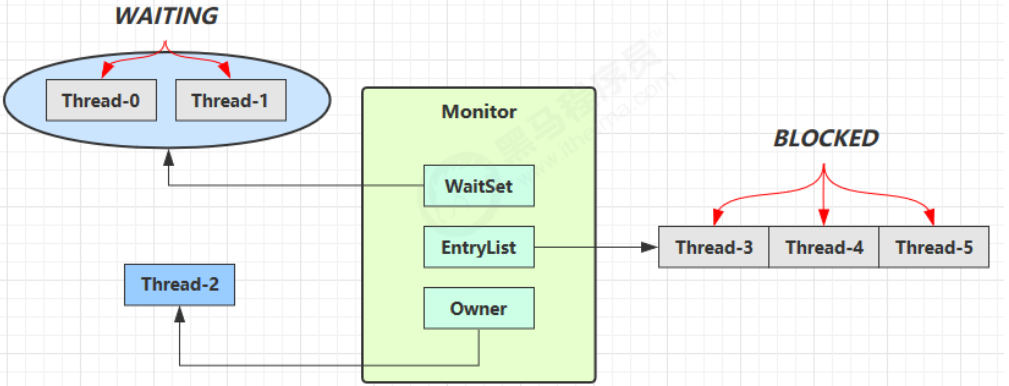 WAITING
Thread-0
Thread-1
Monitor
黑马程序员
www.itheima.com
BLOCKED
WaitSet
EntryList
Thread-3
Thread-4
Thread-5
Thread-2
Owner